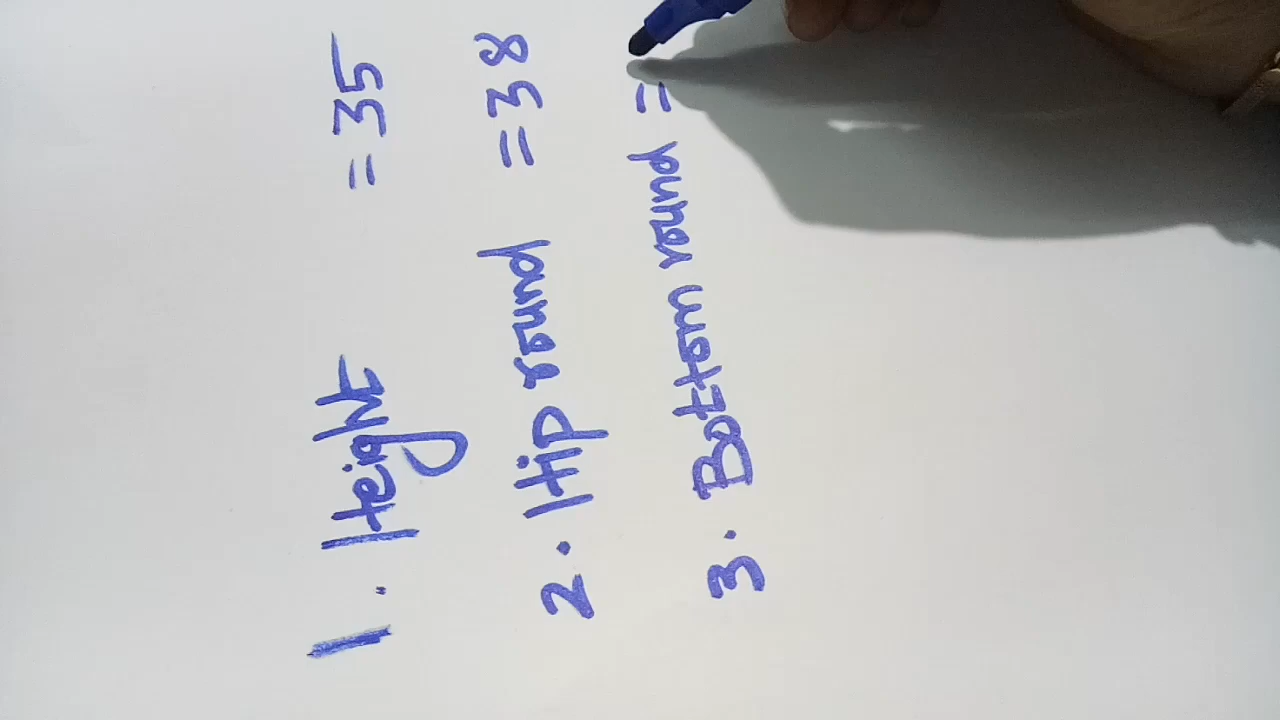 1. Height = 35
2. Hip round = 38
3. Bottom round =